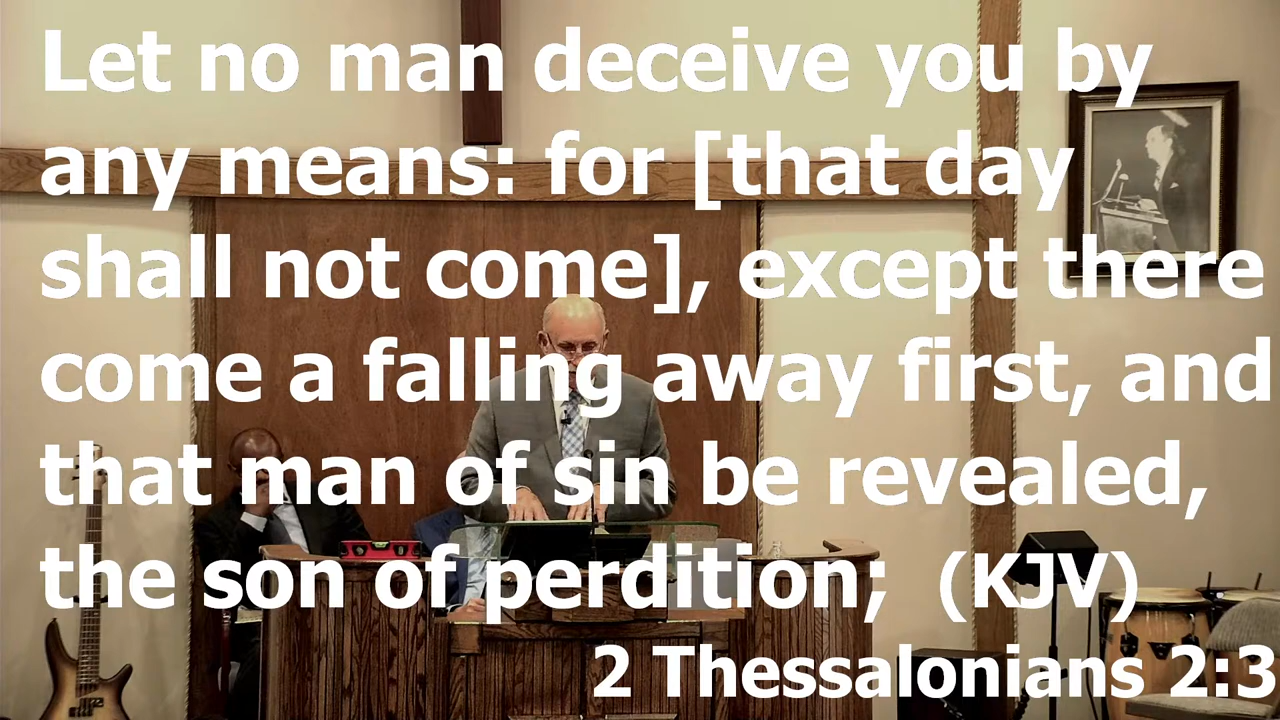 Let no man deceive you by
any means: for [that day
shall not come], except there
come a falling away first, and
that man of sin be revealed,
the son of perdition;  (KJV)
2 Thessalonians 2:3